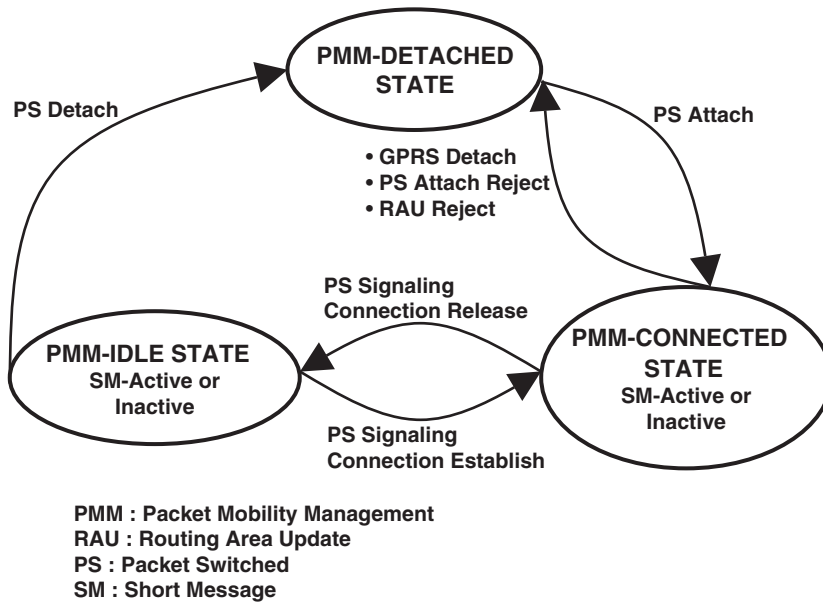 PMM-DETACHED
STATE
PS Detach
PS Attach
• GPRS Detach
• PS Attach Reject
• RAU Reject
PS Signaling
Connection Release
PMM-IDLE STATE
SM-Active or
Inactive
PMM-CONNECTED
STATE
SM-Active or
Inactive
PS Signaling
Connection Establish
PMM : Packet Mobility Management
RAU : Routing Area Update
PS : Packet Switched
SM : Short Message